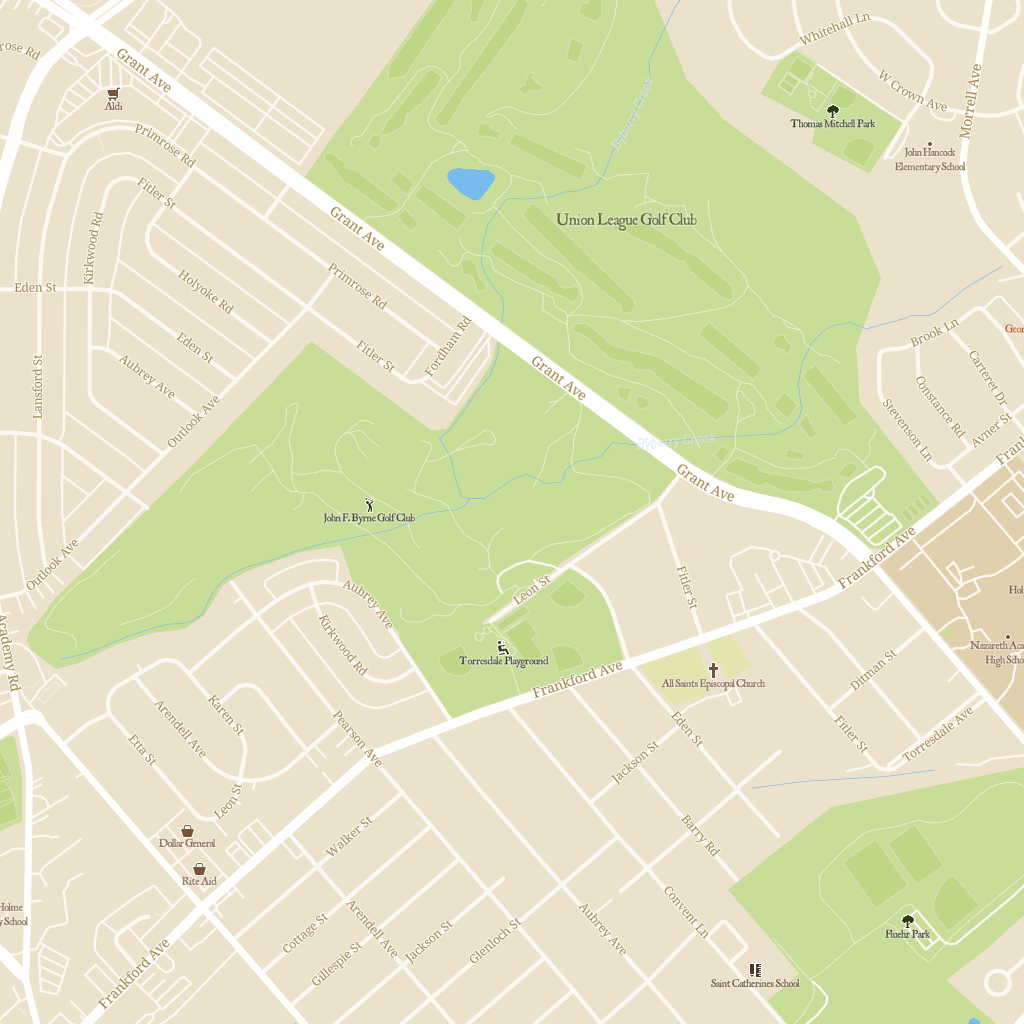 Grant Ave
Whitehall Ln
W Crown Ave
Morrell Ave
Aldi
Thomas Mitchell Park
Byberry Creek
Primrose Rd
John Hancock
Elementary School
Fitler St
Union League Golf Club
Grant Ave
Kirkwood Rd
Eden St
Holyoke Rd
Primrose Rd
Fordham Rd
Brook Ln
Eden St
Fitler St
Aubrey Ave
Lansford St
Grant Ave
Carteret Dr
Constance Rd
Stevenson Ln
Avner St
Outlook Ave
Byberry Creek
Grant Ave
John F. Byrne Golf Club
Frankford Ave
Outlook Ave
Aubrey Ave
Leon St
Fitler St
Kirkwood Rd
Academy Rd
Torresdale Playground
Frankford Ave
All Saints Episcopal Church
Ditman St
Nazareth Aca
High Schoo
Karen St
Arendell Ave
Etta St
Pearson Ave
Eden St
Jackson St
Fitler St
Torresdale Ave
Leon St
Dollar General
Walker St
Barry Rd
Rite Aid
Holme
y School
Cottage St
Arendell Ave
Gillespie St
Jackson St
Glenloch St
Aubrey Ave
Convent Ln
Fluehr Park
Frankford Ave
Saint Catherines School